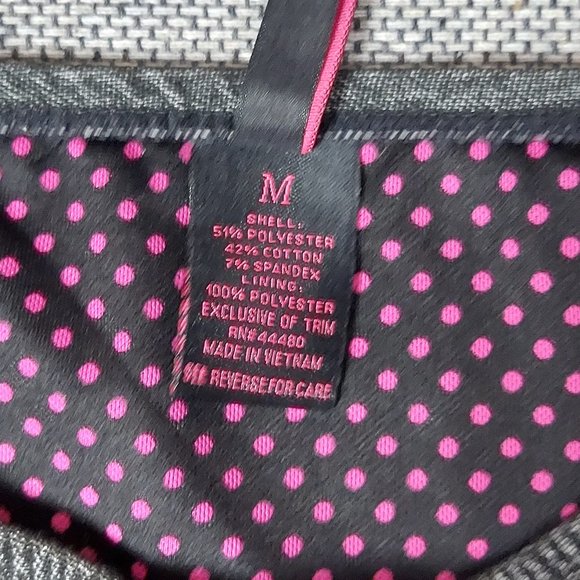 M
SHELL:
51% POLYESTER
42% COTTON
7% SPANDEX
LINING:
100% POLYESTER
EXCLUSIVE OF TRIM
RN#44480
MADE IN VIETNAM
SEE REVERSE FOR CARE